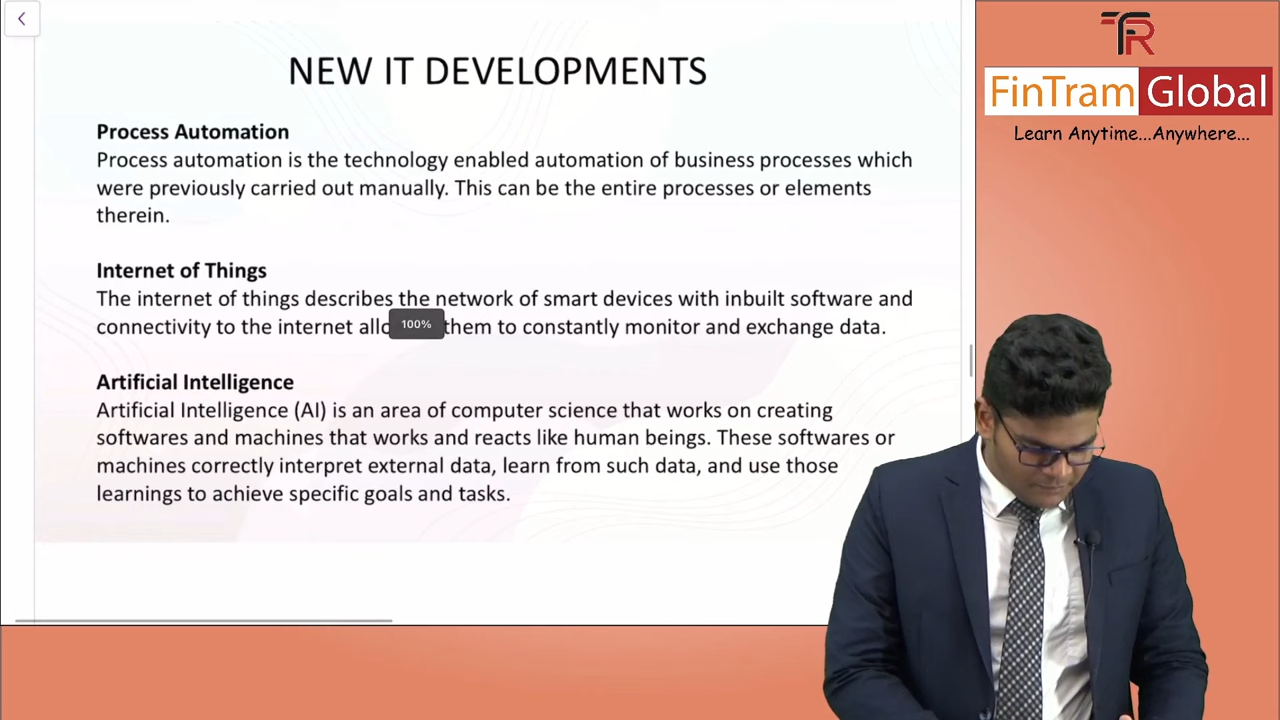 NEW IT DEVELOPMENTS
Process Automation
Process automation is the technology enabled automation of business processes which
were previously carried out manually. This can be the entire processes or elements
therein.
Internet of Things
The internet of things describes the network of smart devices with inbuilt software and
connectivity to the internet allo 100% them to constantly monitor and exchange data.
Artificial Intelligence
Artificial Intelligence (AI) is an area of computer science that works on creating
softwares and machines that works and reacts like human beings. These softwares or
machines correctly interpret external data, learn from such data, and use those
learnings to achieve specific goals and tasks.
FinTram Global
Learn Anytime...Anywhere...